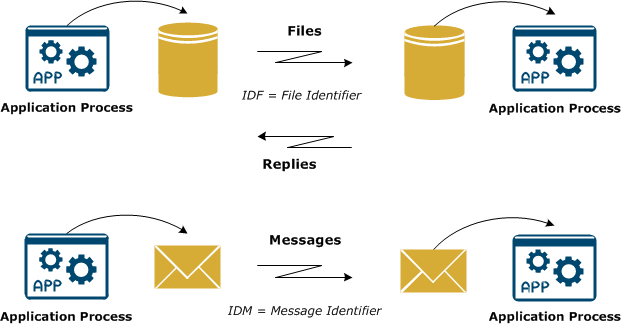 Files
APP
APP
Application Process
IDF = File Identifier
Application Process
Replies
Messages
APP
APP
Application Process
IDM = Message Identifier
Application Process